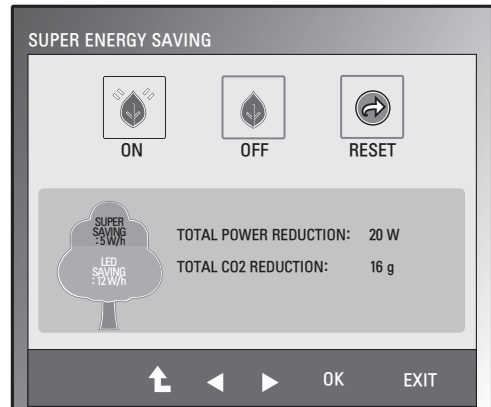 SUPER ENERGY SAVING
ON OFF RESET
SUPER
SAVING
: 5 W/h
LED
SAVING
: 12 W/h
TOTAL POWER REDUCTION: 20 W
TOTAL CO2 REDUCTION: 16 g
OK EXIT